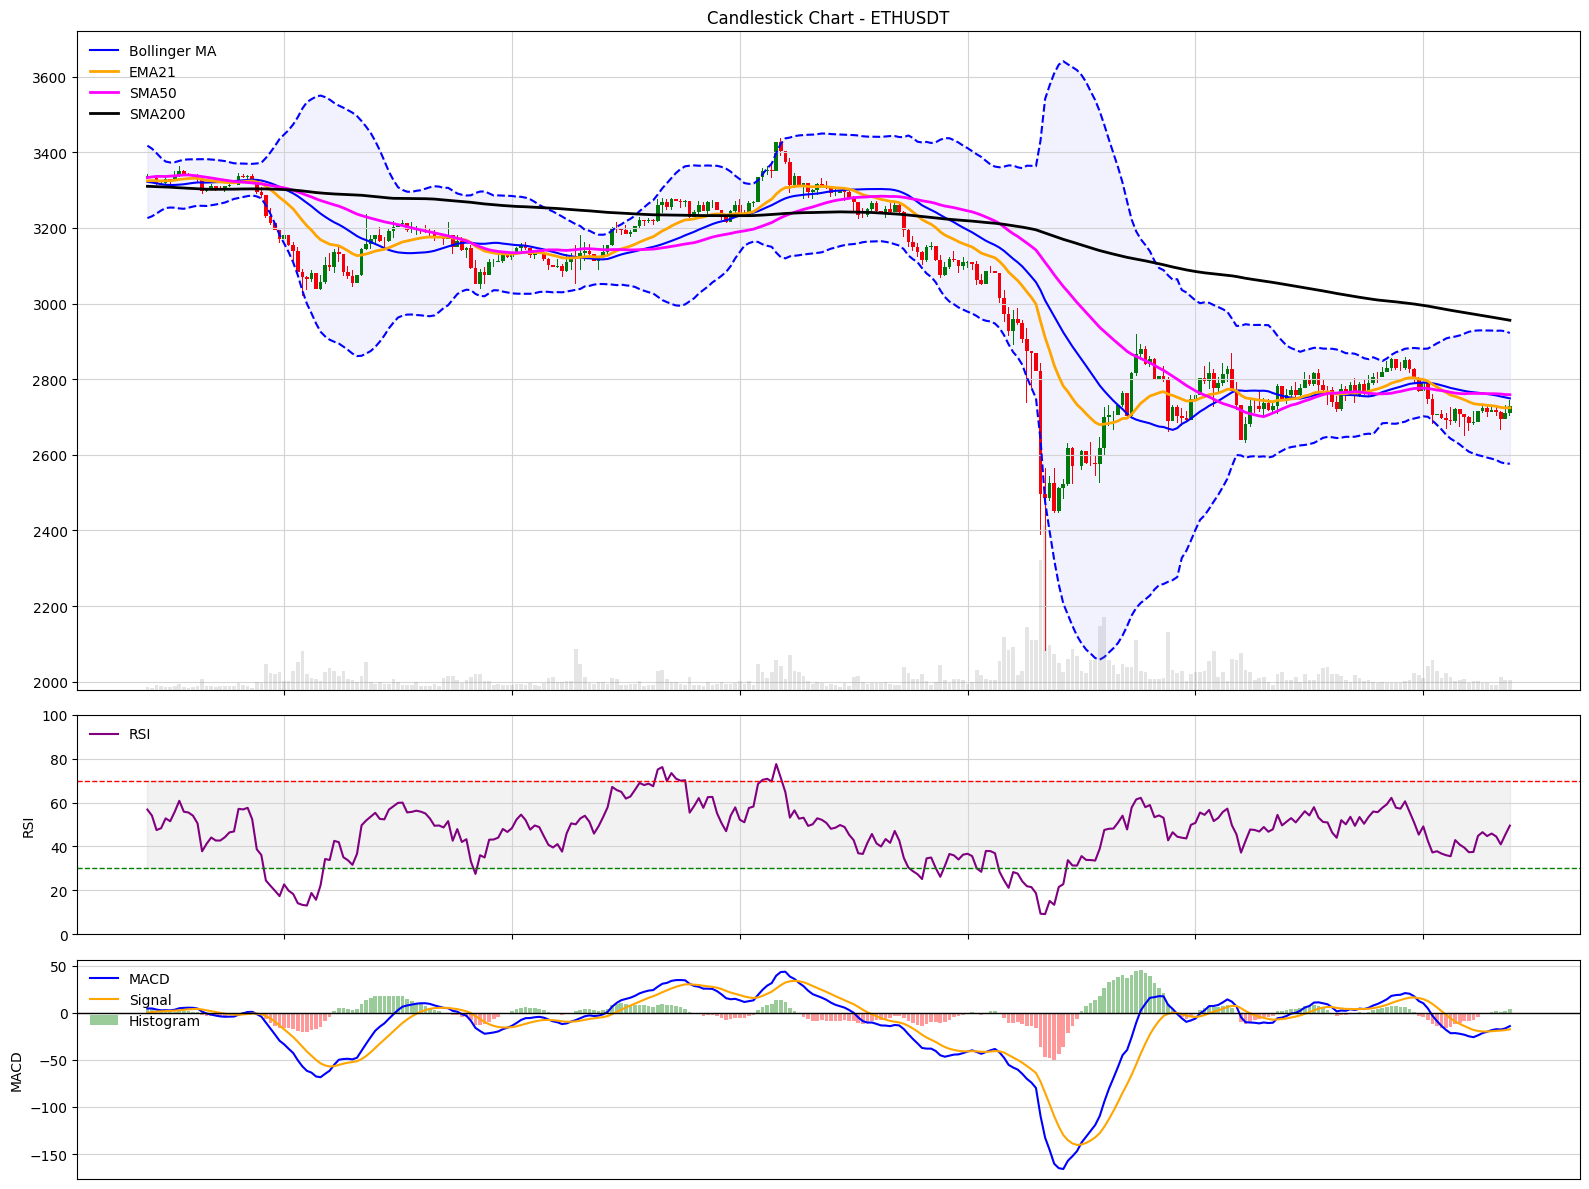 Candlestick Chart - ETHUSDT
Bollinger MA
EMA21
SMA50
SMA200
3600
3400
3200
3000
2800
2600
2400
2200
2000
RSI
RSI
100
80
60
40
20
0
MACD
Signal
Histogram
MACD
50
0
−50
−100
−150